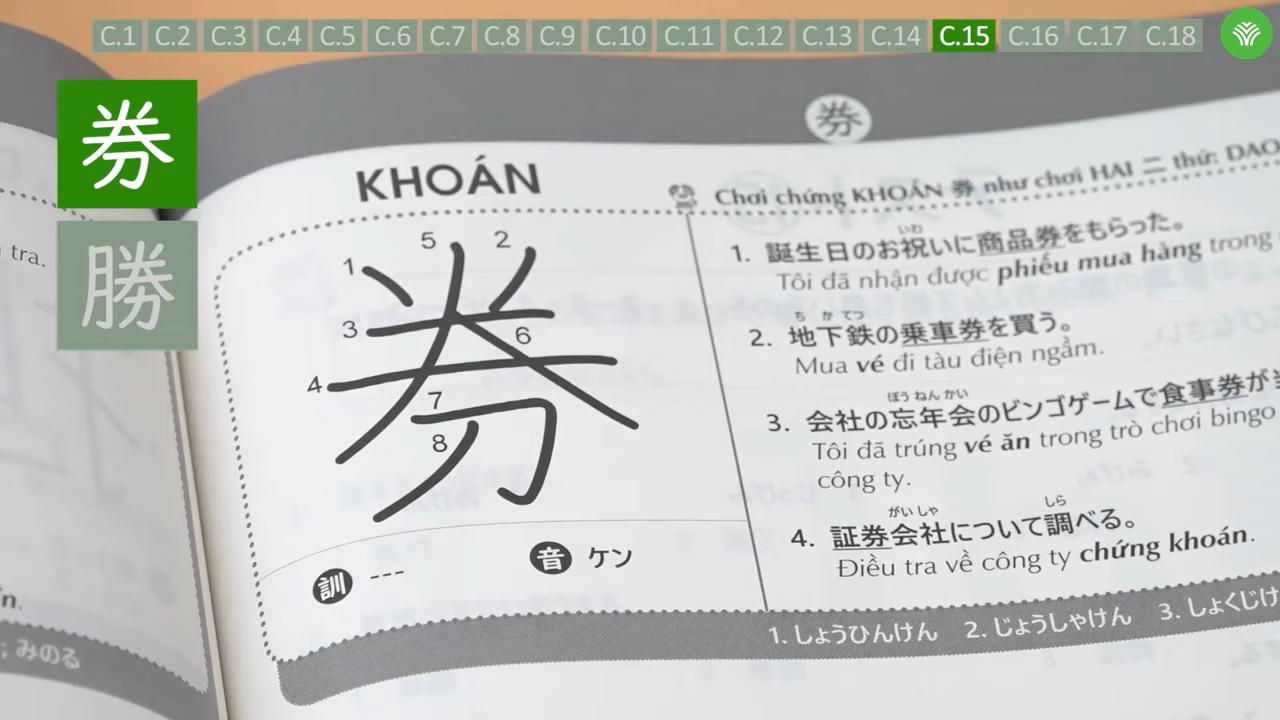 C.1 C.2 C.3 C.4 C.5 C.6 C.7 C.8 C.9 C.10 C.11 C.12 C.13 C.14 C.15 C.16 C.17 C.18
券
勝
tra.
みのる
券
KHOÁN
1 2 3 4 5 6 7 8
券
訓 ---
音 ケン
Chơi chứng KHOÁN 券 như chơi HAI 二 thứ: DAO
いわ
1. 誕生日のお祝いに商品券をもらった。
Tôi đã nhận được phiếu mua hàng trong
ち か てつ
2. 地下鉄の乗車券を買う。
Mua vé đi tàu điện ngầm.
ぼう ねん かい
3. 会社の忘年会のビンゴゲームで食事券が
Tôi đã trúng vé ăn trong trò chơi bingo
công ty.
がい しゃ しら
4. 証券会社について調べる。
Điều tra về công ty chứng khoán.
1. しょうひんけん 2. じょうしゃけん 3. しょくじけ